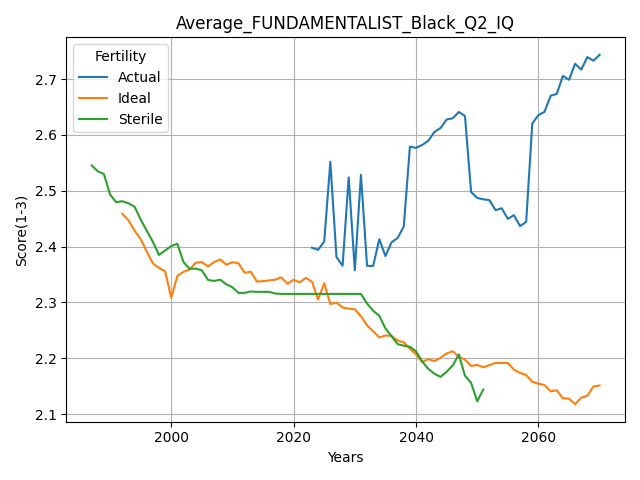 Average_FUNDAMENTALIST_Black_Q2_IQ
Fertility
Actual
Ideal
Sterile
Score(1-3)
2.7
2.6
2.5
2.4
2.3
2.2
2.1
2000 2020 2040 2060
Years